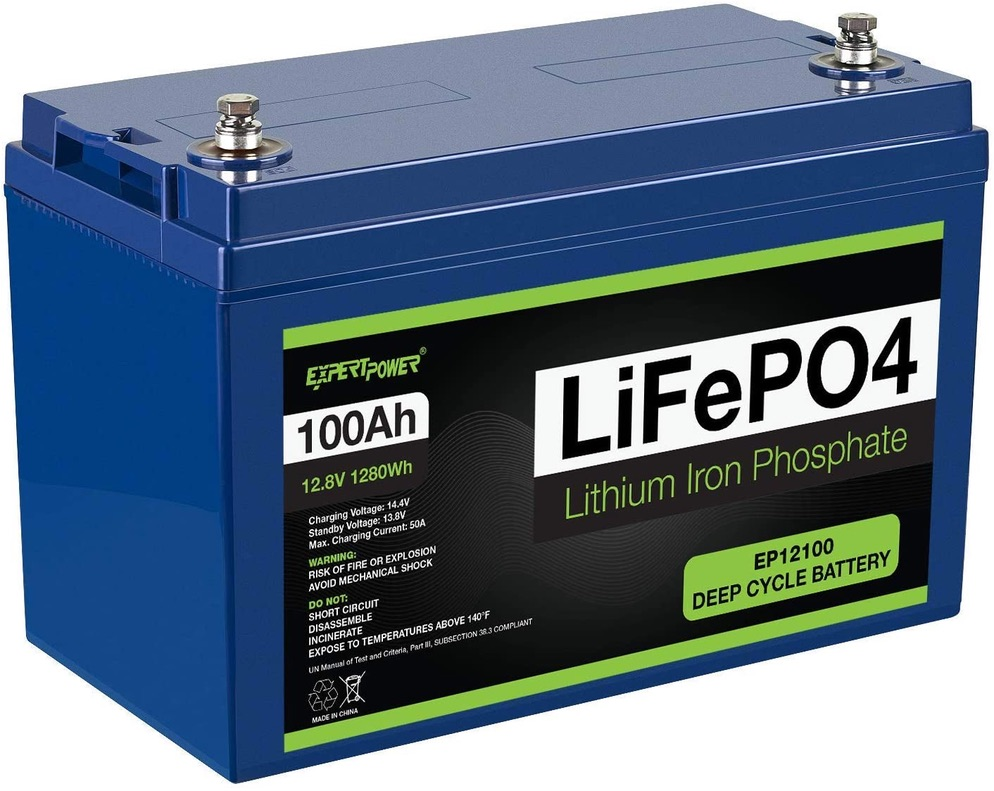 EXPERTPOWER®
100Ah
12.8V 1280Wh
Charging Voltage: 14.4V
Standby Voltage: 13.8V
Max. Charging Current: 50A
WARNING:
RISK OF FIRE OR EXPLOSION
AVOID MECHANICAL SHOCK
DO NOT:
SHORT CIRCUIT
DISASSEMBLE
INCINERATE
EXPOSE TO TEMPERATURES ABOVE 140°F
UN Manual of Test and Criteria, Part III, SUBSECTION 38.3 COMPLIANT
MADE IN CHINA
LiFePO4
Lithium Iron Phosphate
EP12100
DEEP CYCLE BATTERY